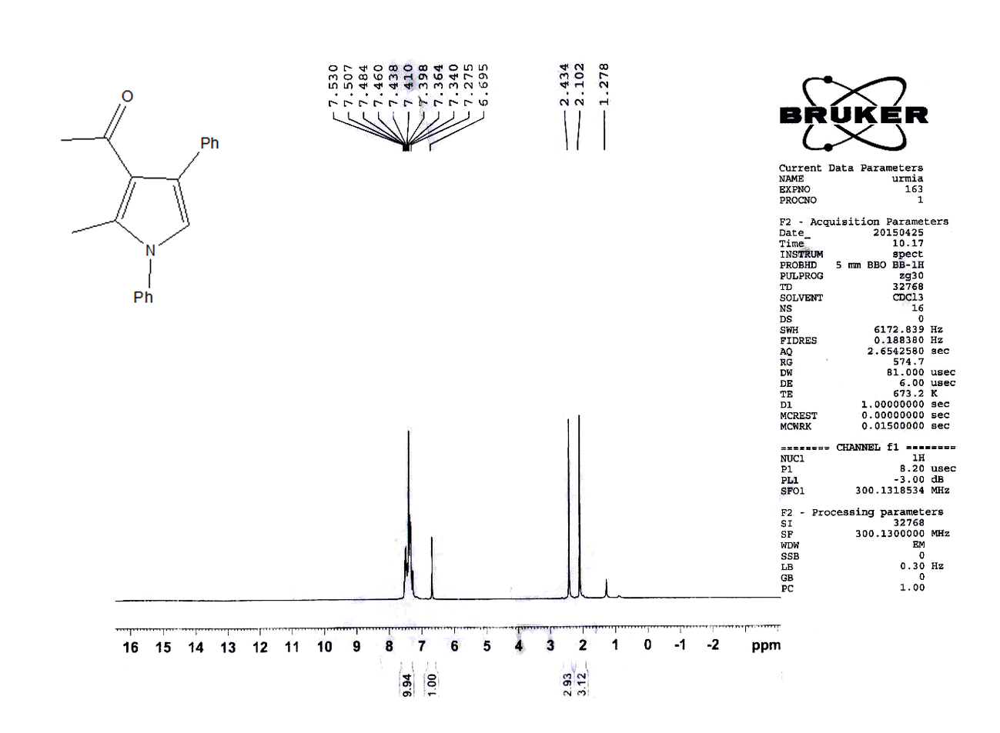 7.530
7.507
7.484
7.460
7.438
7.410
7.398
7.364
7.340
7.275
6.695
2.434
2.102
1.278
O
Ph
N
Ph
BRUKER
Current Data Parameters
NAME urmia
EXPNO 163
PROCNO 1
F2 - Acquisition Parameters
Date_ 20150425
Time 10.17
INSTRUM spect
PROBHD 5 mm BBO BB-1H
PULPROG zg30
TD 32768
SOLVENT CDCl3
NS 16
DS 0
SWH 6172.839 Hz
FIDRES 0.188380 Hz
AQ 2.6542580 sec
RG 574.7
DW 81.000 usec
DE 6.00 usec
TE 673.2 K
D1 1.00000000 sec
MCREST 0.00000000 sec
MCWRK 0.01500000 sec
======== CHANNEL f1 ========
NUC1 1H
P1 8.20 usec
PL1 -3.00 dB
SFO1 300.1318534 MHz
F2 - Processing parameters
SI 32768
SF 300.1300000 MHz
WDW EM
SSB 0
LB 0.30 Hz
GB 0
PC 1.00
16 15 14 13 12 11 10 9 8 7 6 5 4 3 2 1 0 -1 -2 ppm
9.94
1.00
2.93
3.12